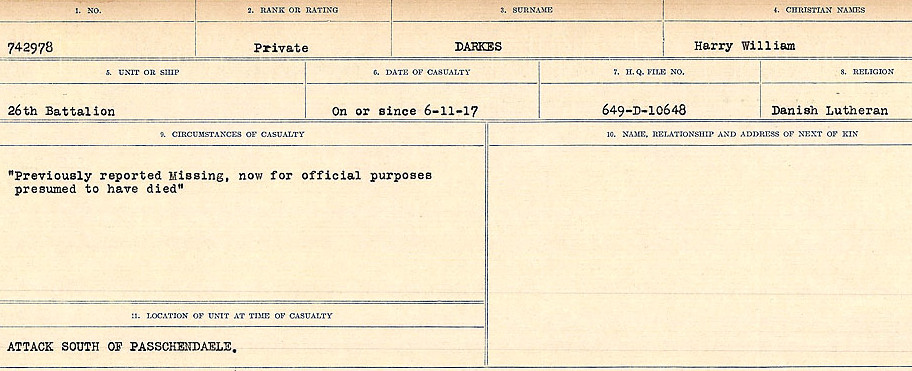 1. NO.
2. RANK OR RATING
3. SURNAME
4. CHRISTIAN NAMES
742978
Private
DARKES
Harry William
5. UNIT OR SHIP
6. DATE OF CASUALTY
7. H. Q. FILE NO.
8. RELIGION
26th Battalion
On or since 6-11-17
649-D-10648
Danish Lutheran
9. CIRCUMSTANCES OF CASUALTY
10. NAME, RELATIONSHIP AND ADDRESS OF NEXT OF KIN
"Previously reported Missing, now for official purposes
presumed to have died"
11. LOCATION OF UNIT AT TIME OF CASUALTY
ATTACK SOUTH OF PASSCHENDAELE.